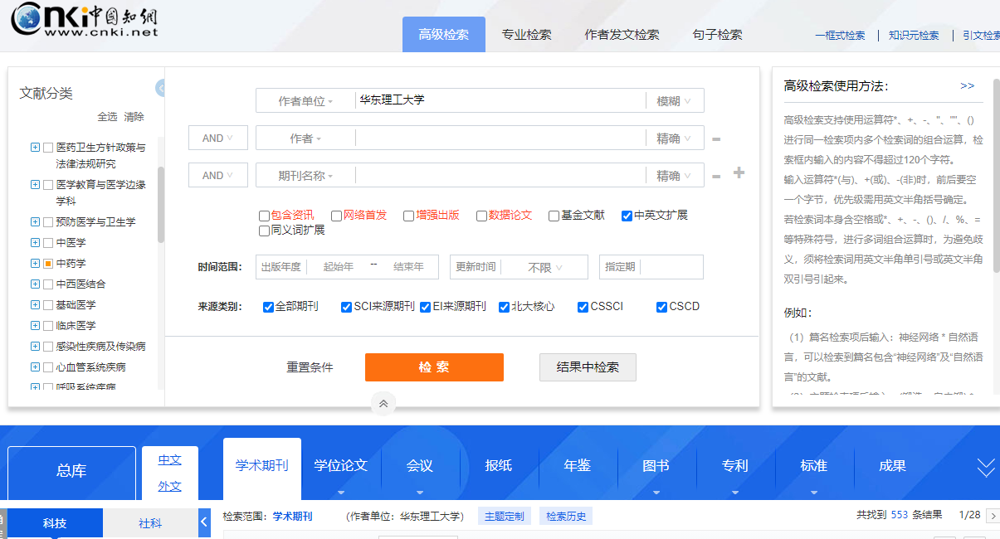 Cnki中国知網
www.cnki.net
高级检索 专业检索 作者发文检索 句子检索
一框式检索 知识元检索 引文检索
文献分类
全选 清除
医药卫生方针政策与
法律法规研究
医学教育与医学边缘
学科
预防医学与卫生学
中医学
中药学
中西医结合
基础医学
临床医学
感染性疾病及传染病
心血管系统疾病
呼吸系统疾病
作者单位 华东理工大学 模糊
AND 作者 精确
AND 期刊名称 精确
包含资讯 网络首发 增强出版 数据论文 基金文献 中英文扩展
同义词扩展
时间范围： 出版年度 起始年 -- 结束年 更新时间 不限 指定期
来源类别： 全部期刊 SCI来源期刊 EI来源期刊 北大核心 CSSCI CSCD
重置条件 检索 结果中检索
高级检索使用方法： >>
高级检索支持使用运算符*、+、-、''、""、()
进行同一检索项内多个检索词的组合运算，检
索框内输入的内容不得超过120个字符。
输入运算符*(与)、+(或)、-(非)时，前后要空
一个字节，优先级需用英文半角括号确定。
若检索词本身含空格或*、+、-、()、/、%、=
等特殊符号，进行多词组合运算时，为避免歧
义，须将检索词用英文半角单引号或英文半角
双引号引起来。
例如：
（1）篇名检索项后输入：神经网络 * 自然语
言，可以检索到篇名包含“神经网络”及“自然语
言”的文献。
总库
中文
外文
学术期刊 学位论文 会议 报纸 年鉴 图书 专利 标准 成果
科技 社科
检索范围：学术期刊 （作者单位：华东理工大学） 主题定制 检索历史 共找到 553 条结果 1/28 >